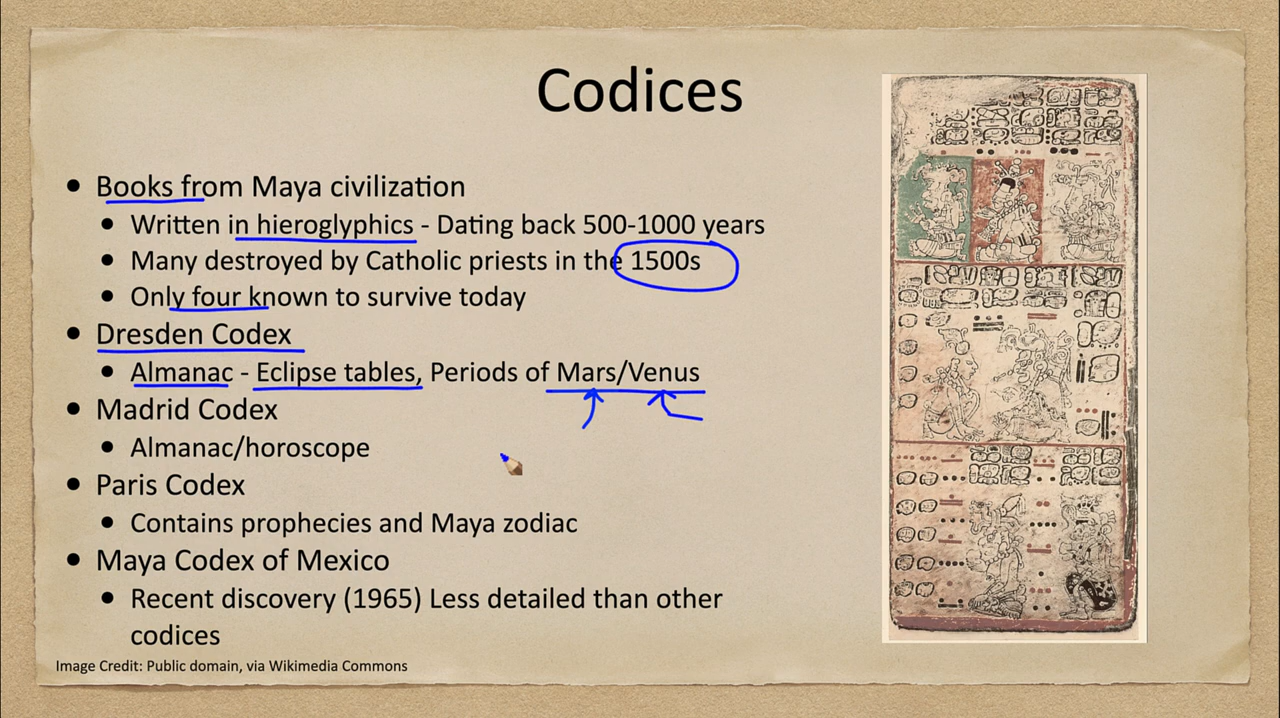 Codices
• Books from Maya civilization
• Written in hieroglyphics - Dating back 500-1000 years
• Many destroyed by Catholic priests in the 1500s
• Only four known to survive today
• Dresden Codex
• Almanac - Eclipse tables, Periods of Mars/Venus
• Madrid Codex
• Almanac/horoscope
• Paris Codex
• Contains prophecies and Maya zodiac
• Maya Codex of Mexico
• Recent discovery (1965) Less detailed than other
codices
Image Credit: Public domain, via Wikimedia Commons